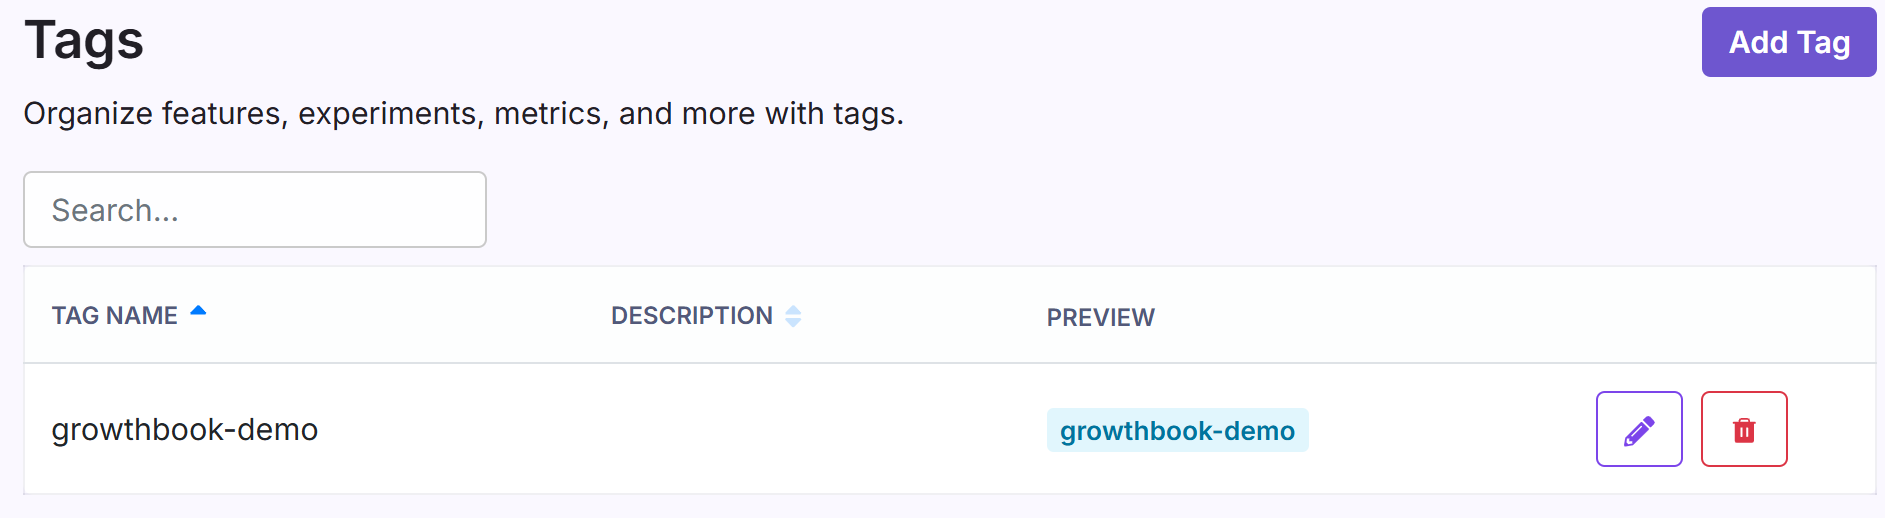 Tags
Add Tag
Organize features, experiments, metrics, and more with tags.
Search...
TAG NAME
DESCRIPTION
PREVIEW
growthbook-demo
growthbook-demo